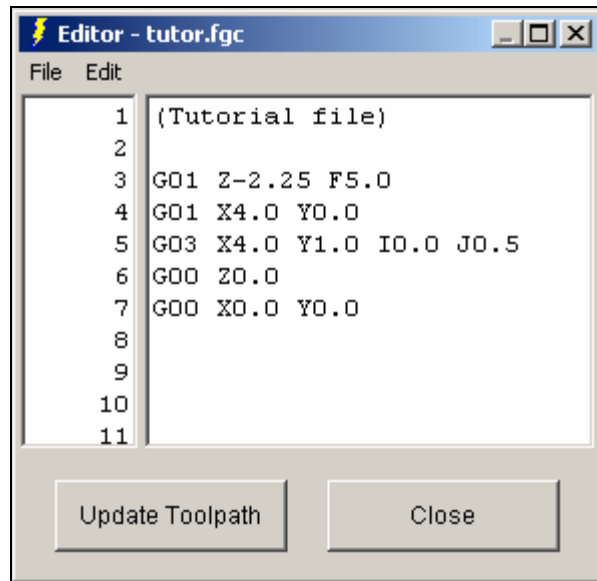 Editor - tutor.fgc
File Edit
1 (Tutorial file)
2
3 G01 Z-2.25 F5.0
4 G01 X4.0 Y0.0
5 G03 X4.0 Y1.0 I0.0 J0.5
6 G00 Z0.0
7 G00 X0.0 Y0.0
8
9
10
11
Update Toolpath Close